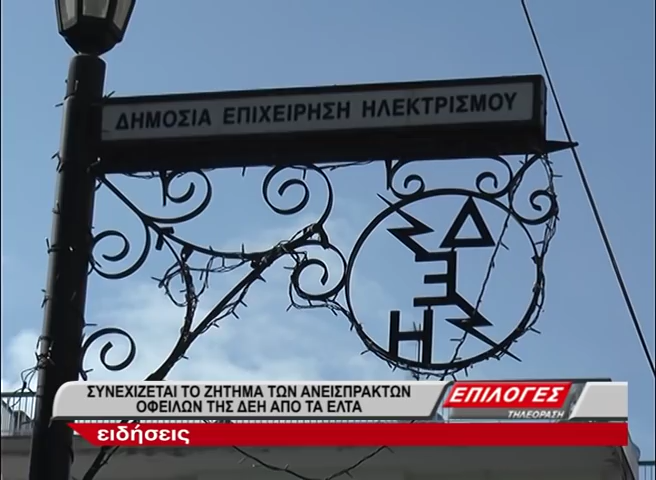 ΔΗΜΟΣΙΑ ΕΠΙΧΕΙΡΗΣΗ ΗΛΕΚΤΡΙΣΜΟΥ
ΔΕΗ
ΣΥΝΕΧΙΖΕΤΑΙ ΤΟ ΖΗΤΗΜΑ ΤΩΝ ΑΝΕΙΣΠΡΑΚΤΩΝ
ΟΦΕΙΛΩΝ ΤΗΣ ΔΕΗ ΑΠΟ ΤΑ ΕΛΤΑ
ΕΠΙΛΟΓΕΣ
ΤΗΛΕΟΡΑΣΗ
ειδήσεις